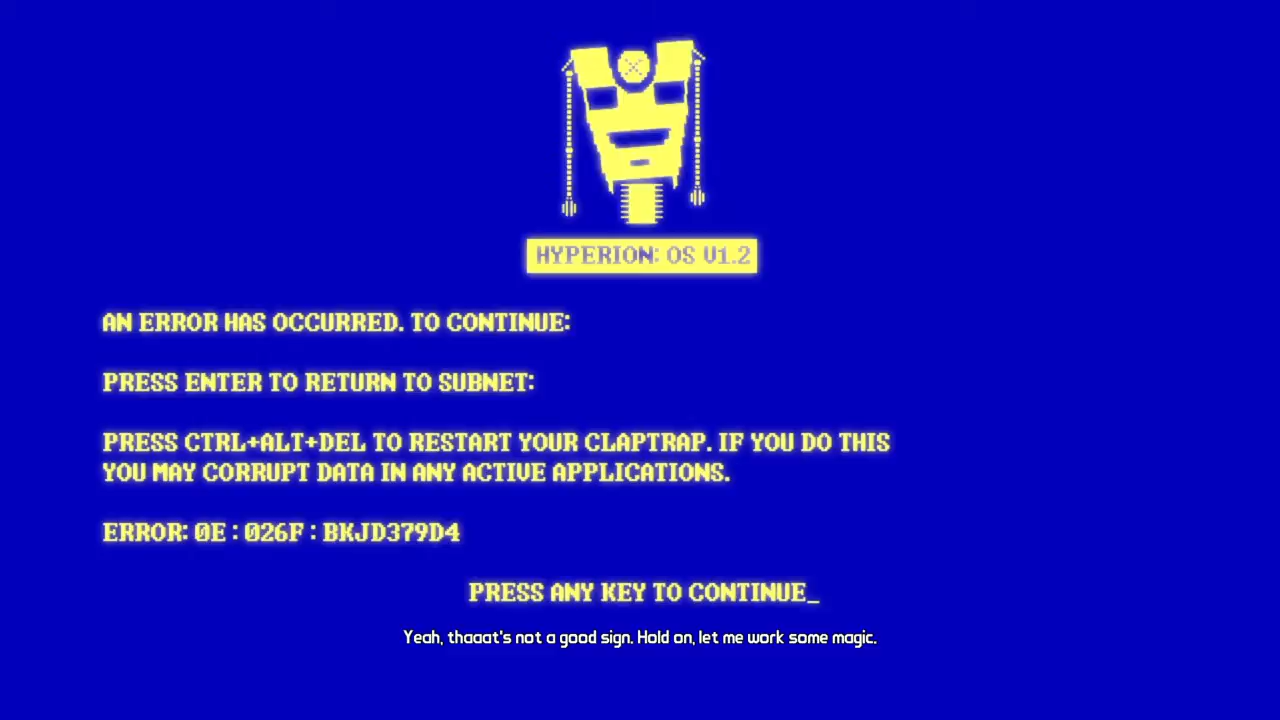 HYPERION: OS V1.2
AN ERROR HAS OCCURRED. TO CONTINUE:
PRESS ENTER TO RETURN TO SUBNET:
PRESS CTRL+ALT+DEL TO RESTART YOUR CLAPTRAP. IF YOU DO THIS
YOU MAY CORRUPT DATA IN ANY ACTIVE APPLICATIONS.
ERROR: 0E : 026F : BKJD379D4
PRESS ANY KEY TO CONTINUE_
Yeah, thaaat's not a good sign. Hold on, let me work some magic.